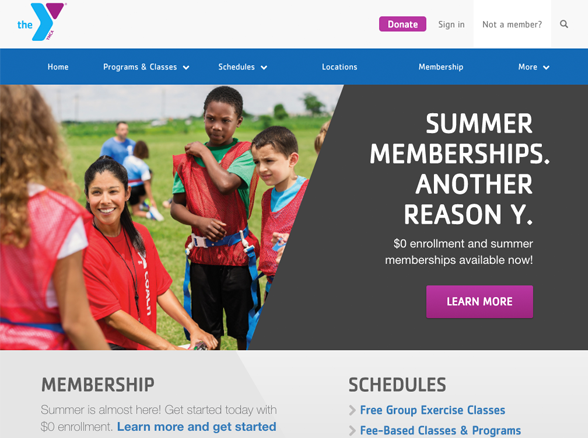 the Y YMCA
Donate Sign in Not a member?
Home Programs & Classes Schedules Locations Membership More
SUMMER
MEMBERSHIPS.
ANOTHER
REASON Y.
$0 enrollment and summer
memberships available now!
LEARN MORE
COACH
MEMBERSHIP
Summer is almost here! Get started today with
$0 enrollment. Learn more and get started
SCHEDULES
Free Group Exercise Classes
Fee-Based Classes & Programs